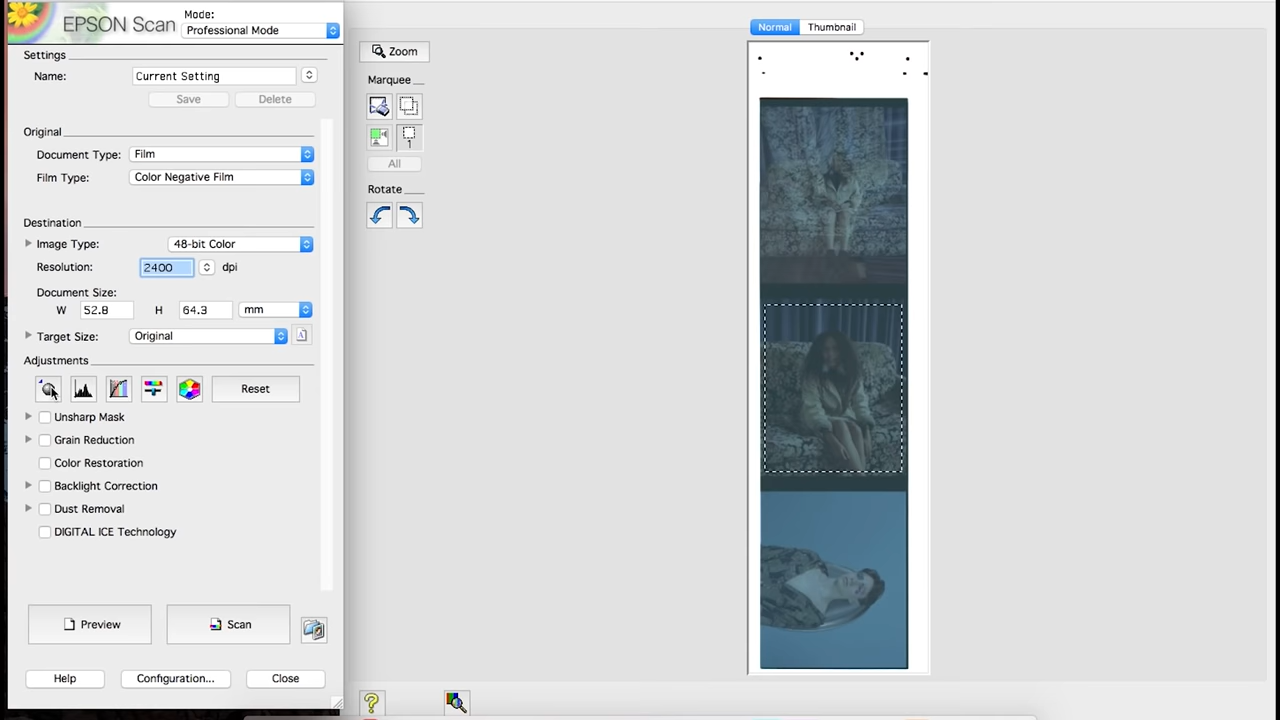 EPSON Scan
Mode:
Professional Mode
Settings
Name:
Current Setting
Save
Delete
Original
Document Type:
Film
Film Type:
Color Negative Film
Destination
Image Type:
48-bit Color
Resolution:
2400
dpi
Document Size:
W
52.8
H
64.3
mm
Target Size:
Original
A
Adjustments
Reset
Unsharp Mask
Grain Reduction
Color Restoration
Backlight Correction
Dust Removal
DIGITAL ICE Technology
Preview
Scan
Help
Configuration...
Close
Zoom
Marquee
1
All
Rotate
?
Normal
Thumbnail